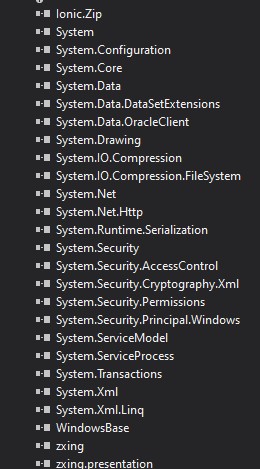 Ionic.Zip
System
System.Configuration
System.Core
System.Data
System.Data.DataSetExtensions
System.Data.OracleClient
System.Drawing
System.IO.Compression
System.IO.Compression.FileSystem
System.Net
System.Net.Http
System.Runtime.Serialization
System.Security
System.Security.AccessControl
System.Security.Cryptography.Xml
System.Security.Permissions
System.Security.Principal.Windows
System.ServiceModel
System.ServiceProcess
System.Transactions
System.Xml
System.Xml.Linq
WindowsBase
zxing
zxing.presentation